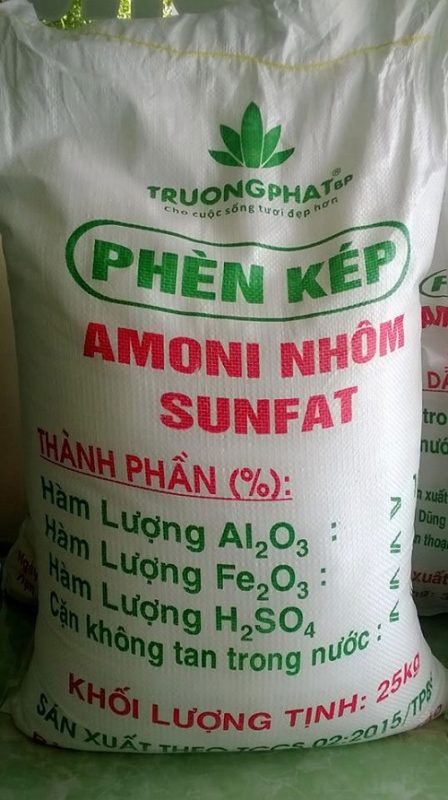 TRUONGPHAT BP ®
Cho cuộc sống tươi đẹp hơn
PHÈN KÉP
AMONI NHÔM
SUNFAT
THÀNH PHẦN (%):
Hàm Lượng Al₂O₃ : ≥
Hàm Lượng Fe₂O₃ : ≤
Hàm Lượng H₂SO₄ ≤
Cặn không tan trong nước : ≤
KHỐI LƯỢNG TỊNH: 25kg
SẢN XUẤT THEO TCCS 02:2015/TPS